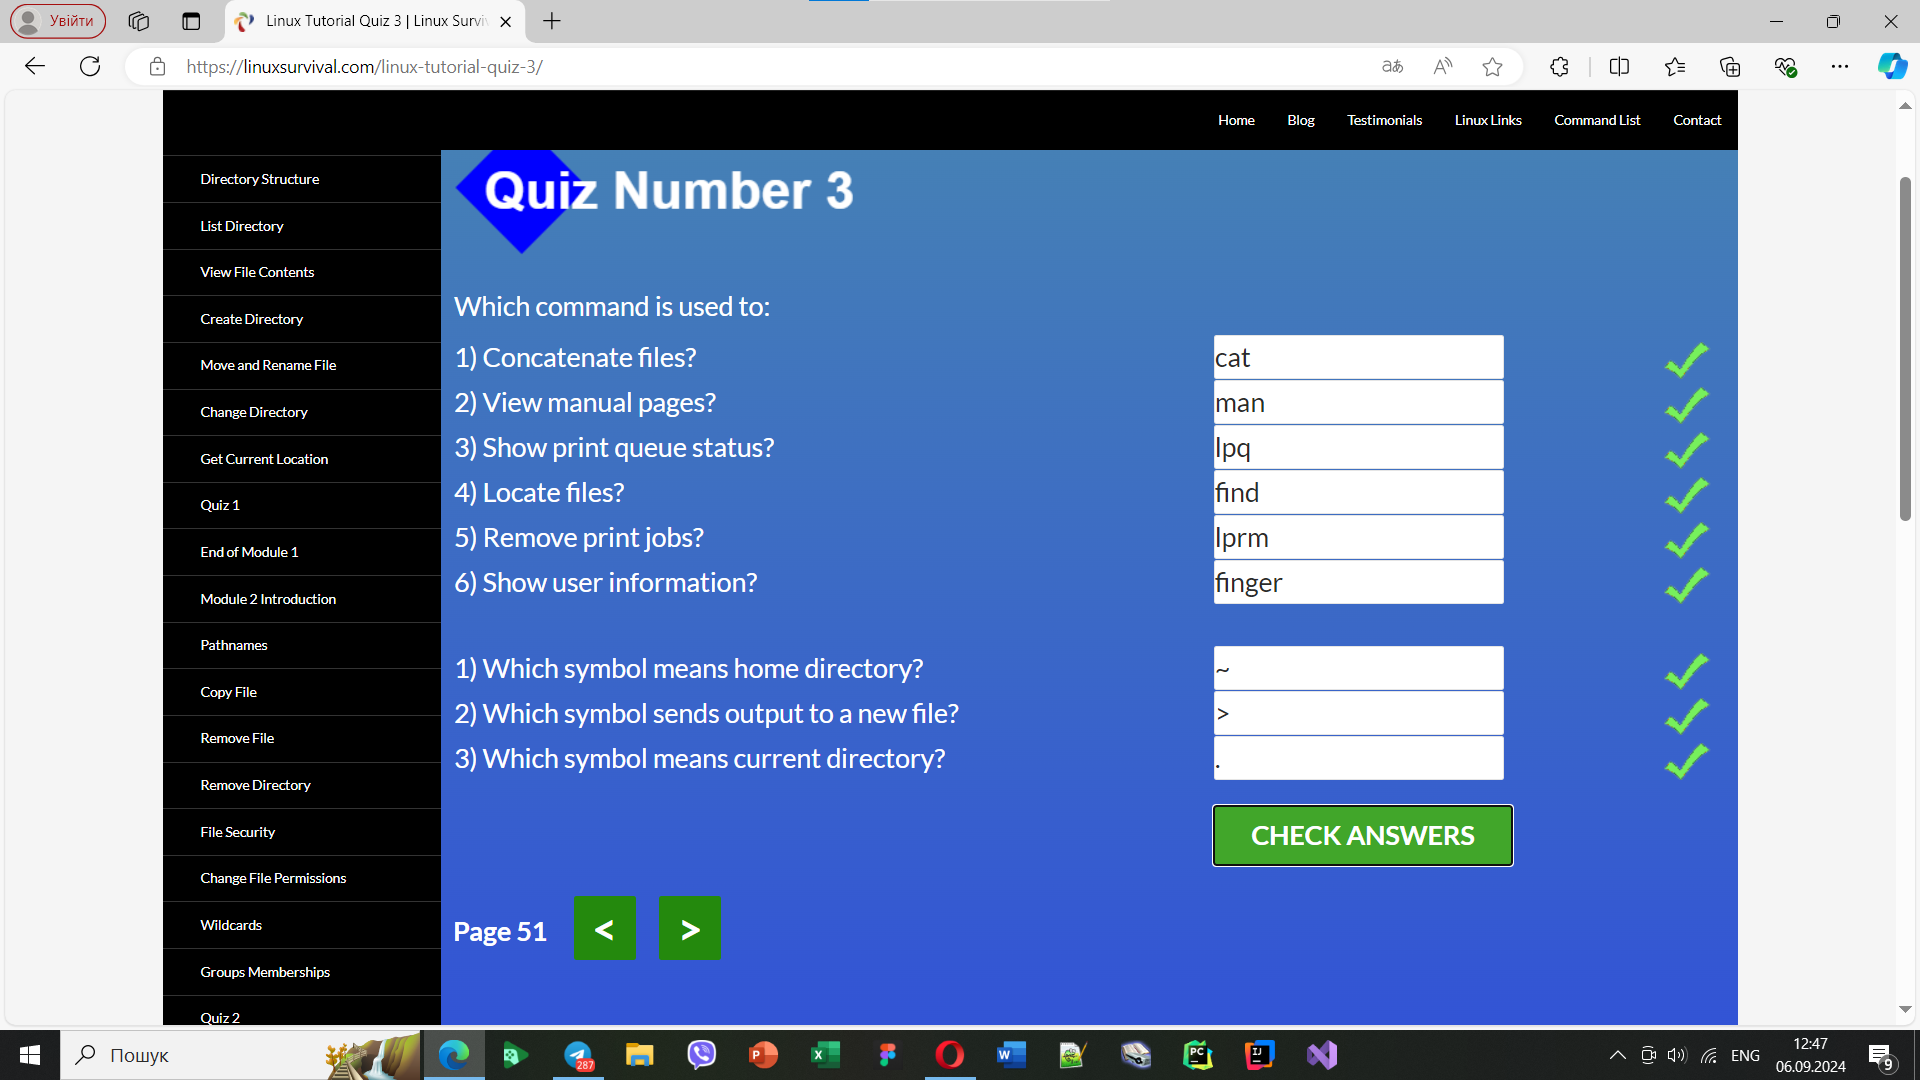 Увійти
Linux Tutorial Quiz 3 | Linux Surviv
https://linuxsurvival.com/linux-tutorial-quiz-3/
Home Blog Testimonials Linux Links Command List Contact
Directory Structure
List Directory
View File Contents
Create Directory
Move and Rename File
Change Directory
Get Current Location
Quiz 1
End of Module 1
Module 2 Introduction
Pathnames
Copy File
Remove File
Remove Directory
File Security
Change File Permissions
Wildcards
Groups Memberships
Quiz 2
Quiz Number 3
Which command is used to:
1) Concatenate files? cat
2) View manual pages? man
3) Show print queue status? lpq
4) Locate files? find
5) Remove print jobs? lprm
6) Show user information? finger
1) Which symbol means home directory? ~
2) Which symbol sends output to a new file? >
3) Which symbol means current directory? .
CHECK ANSWERS
Page 51 < >
Пошук
287
ENG
12:47
06.09.2024
9